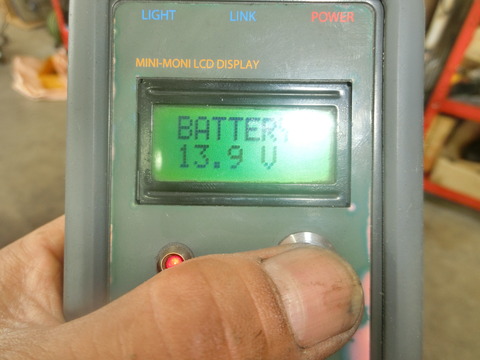 LIGHT LINK POWER
MINI-MONI LCD DISPLAY
BATTERY
13.9 V